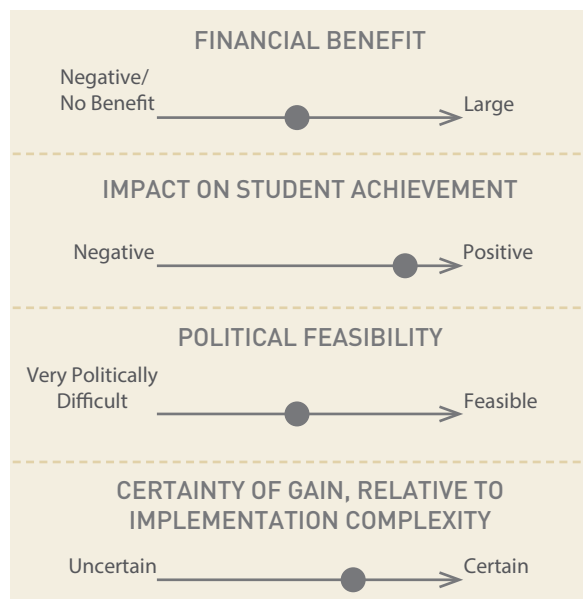 FINANCIAL BENEFIT
Negative/
No Benefit
Large
IMPACT ON STUDENT ACHIEVEMENT
Negative
Positive
POLITICAL FEASIBILITY
Very Politically
Difficult
Feasible
CERTAINTY OF GAIN, RELATIVE TO
IMPLEMENTATION COMPLEXITY
Uncertain
Certain